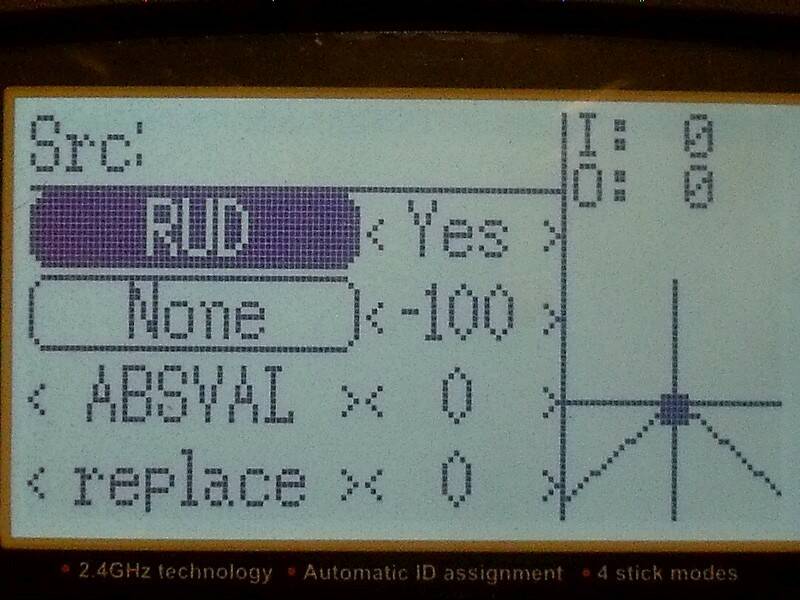 Src:
I: 0
O: 0
RUD < Yes >
None < -100 >
< ABSVAL >< 0 >
< replace >< 0 >
• 2.4GHz technology • Automatic ID assignment • 4 stick modes